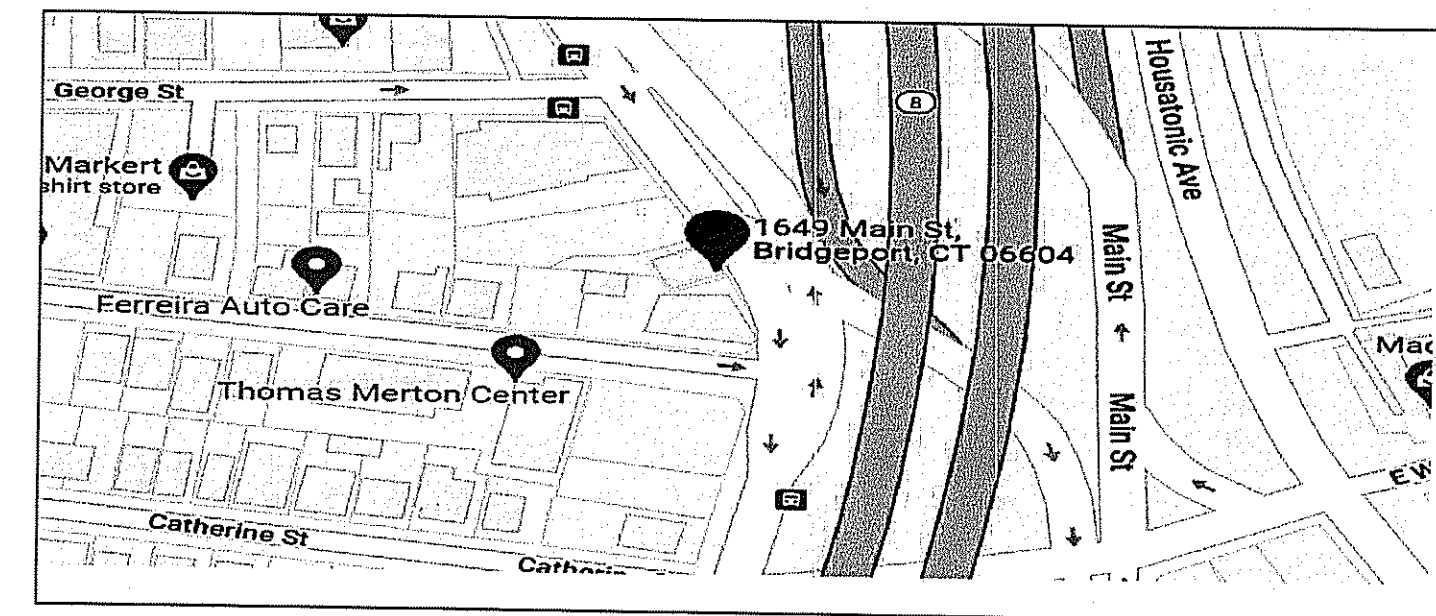 George St
8
Housatonic Ave
Markert
shirt store
1649 Main St,
Bridgeport, CT 06604
Main St
Ferreira Auto Care
Thomas Merton Center
Main St
Catherine St